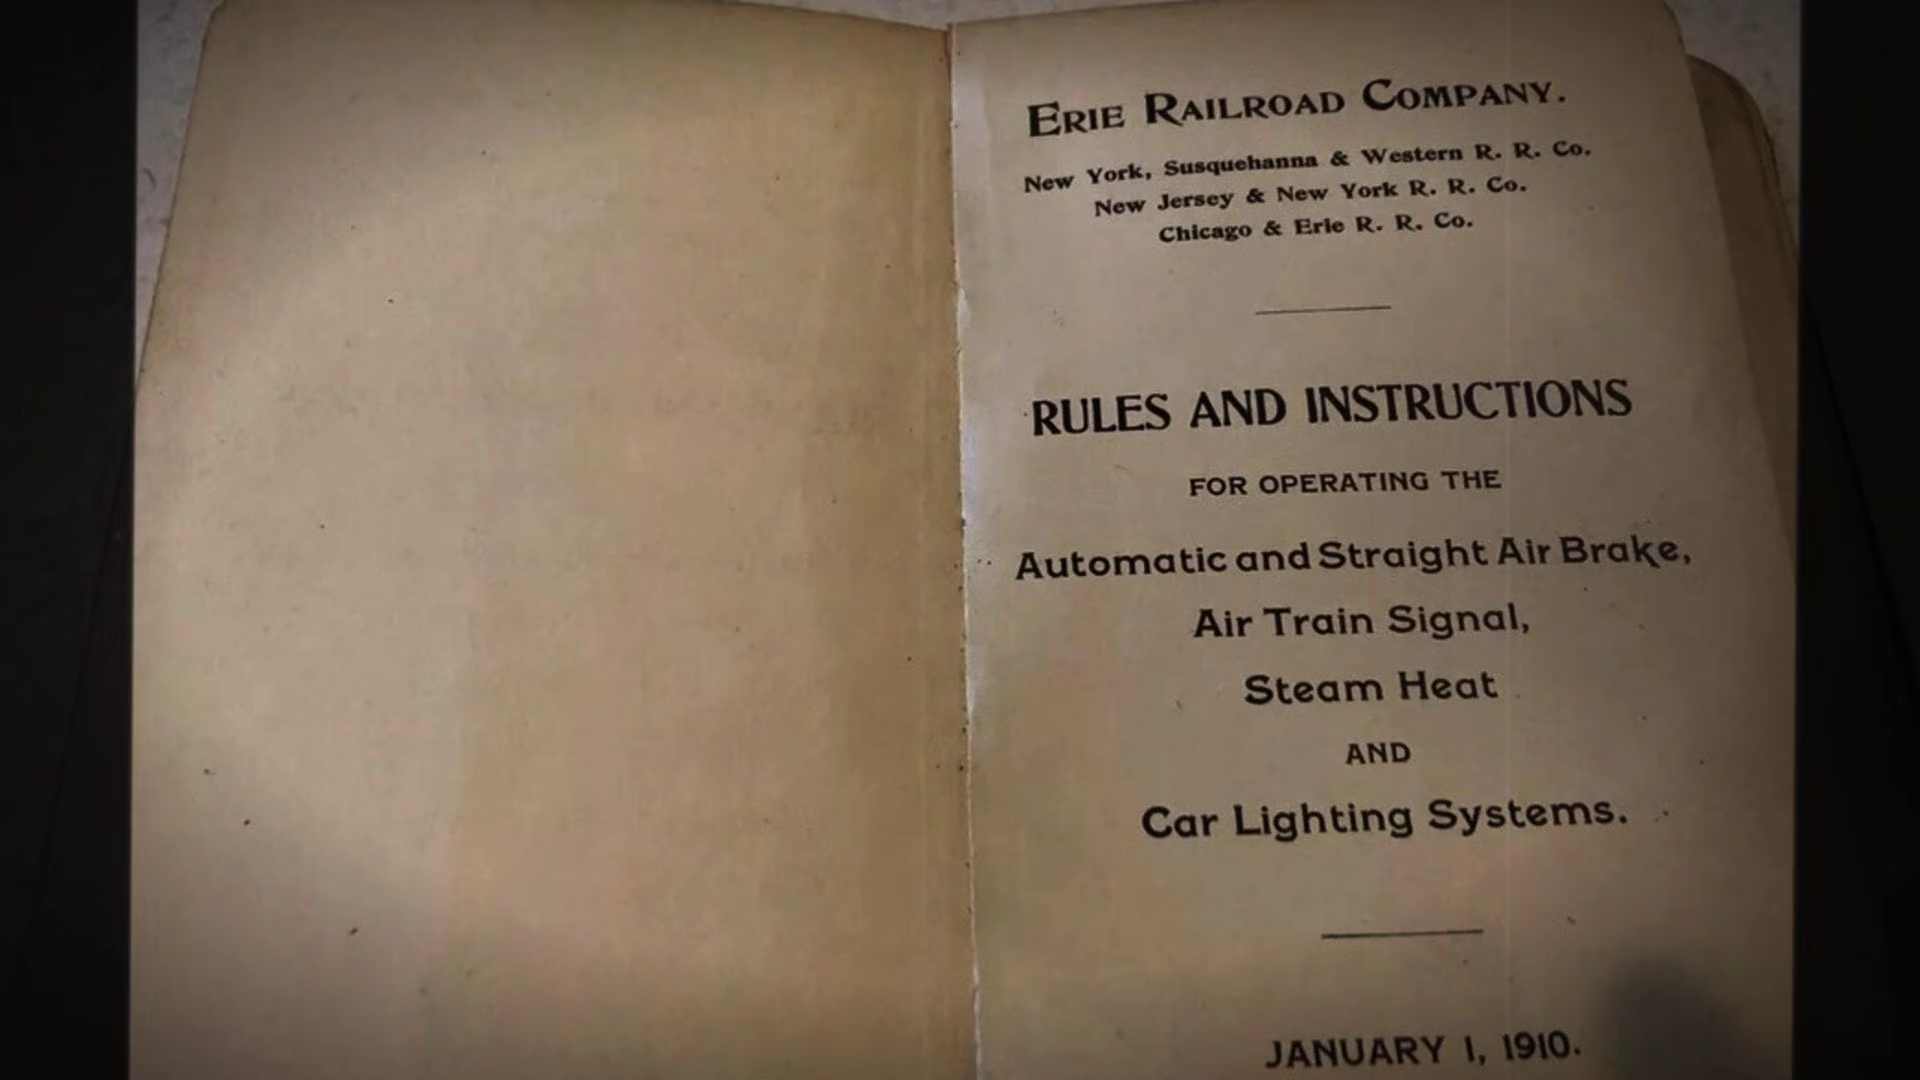 ERIE RAILROAD COMPANY.
New York, Susquehanna & Western R. R. Co.
New Jersey & New York R. R. Co.
Chicago & Erie R. R. Co.
RULES AND INSTRUCTIONS
FOR OPERATING THE
Automatic and Straight Air Brake,
Air Train Signal,
Steam Heat
AND
Car Lighting Systems.
JANUARY 1, 1910.